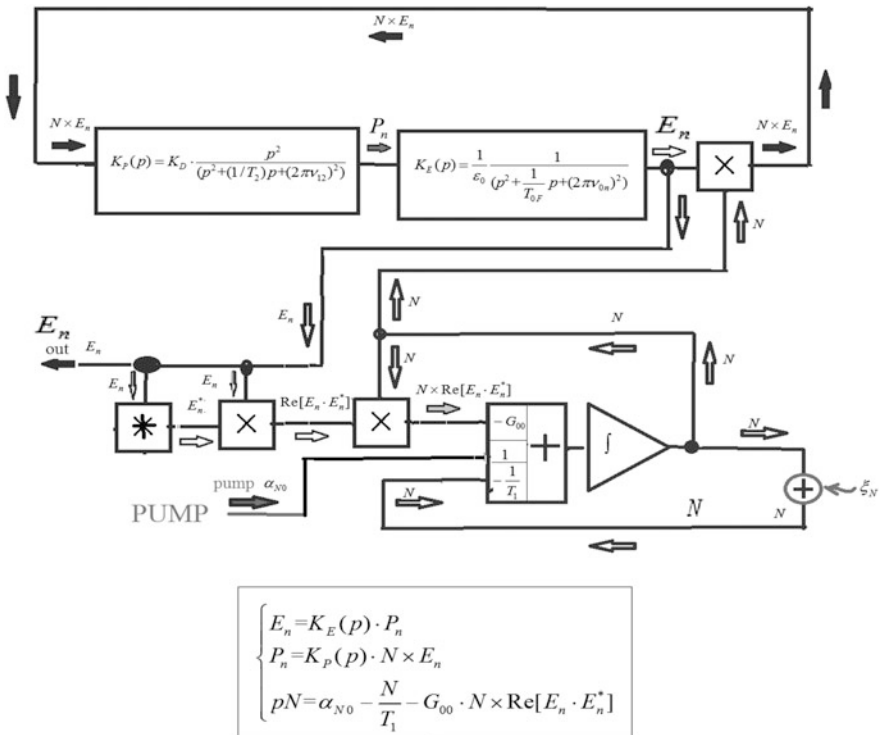 N×E_n
N×E_n
P_n
E_n
N×E_n
K_P(p)=K_D · p²/(p²+(1/T_2)p+(2πν_12)²)
K_E(p)=1/ε_0 1/(p²+1/T_0F p+(2πν_0n)²)
×
N
N
E_n
N
E_n
out
E_n
N
N
E_n
E_n^*.
E_n
Re[E_n·E_n^*]
N×Re[E_n·E_n^*]
*
×
×
-G_00
1
-1/T_1
+
∫
N
pump α_N0
PUMP
N
N
N
+
ξ_N
E_n=K_E(p)·P_n
P_n=K_P(p)·N×E_n
pN=α_N0-N/T_1-G_00·N×Re[E_n·E_n^*]